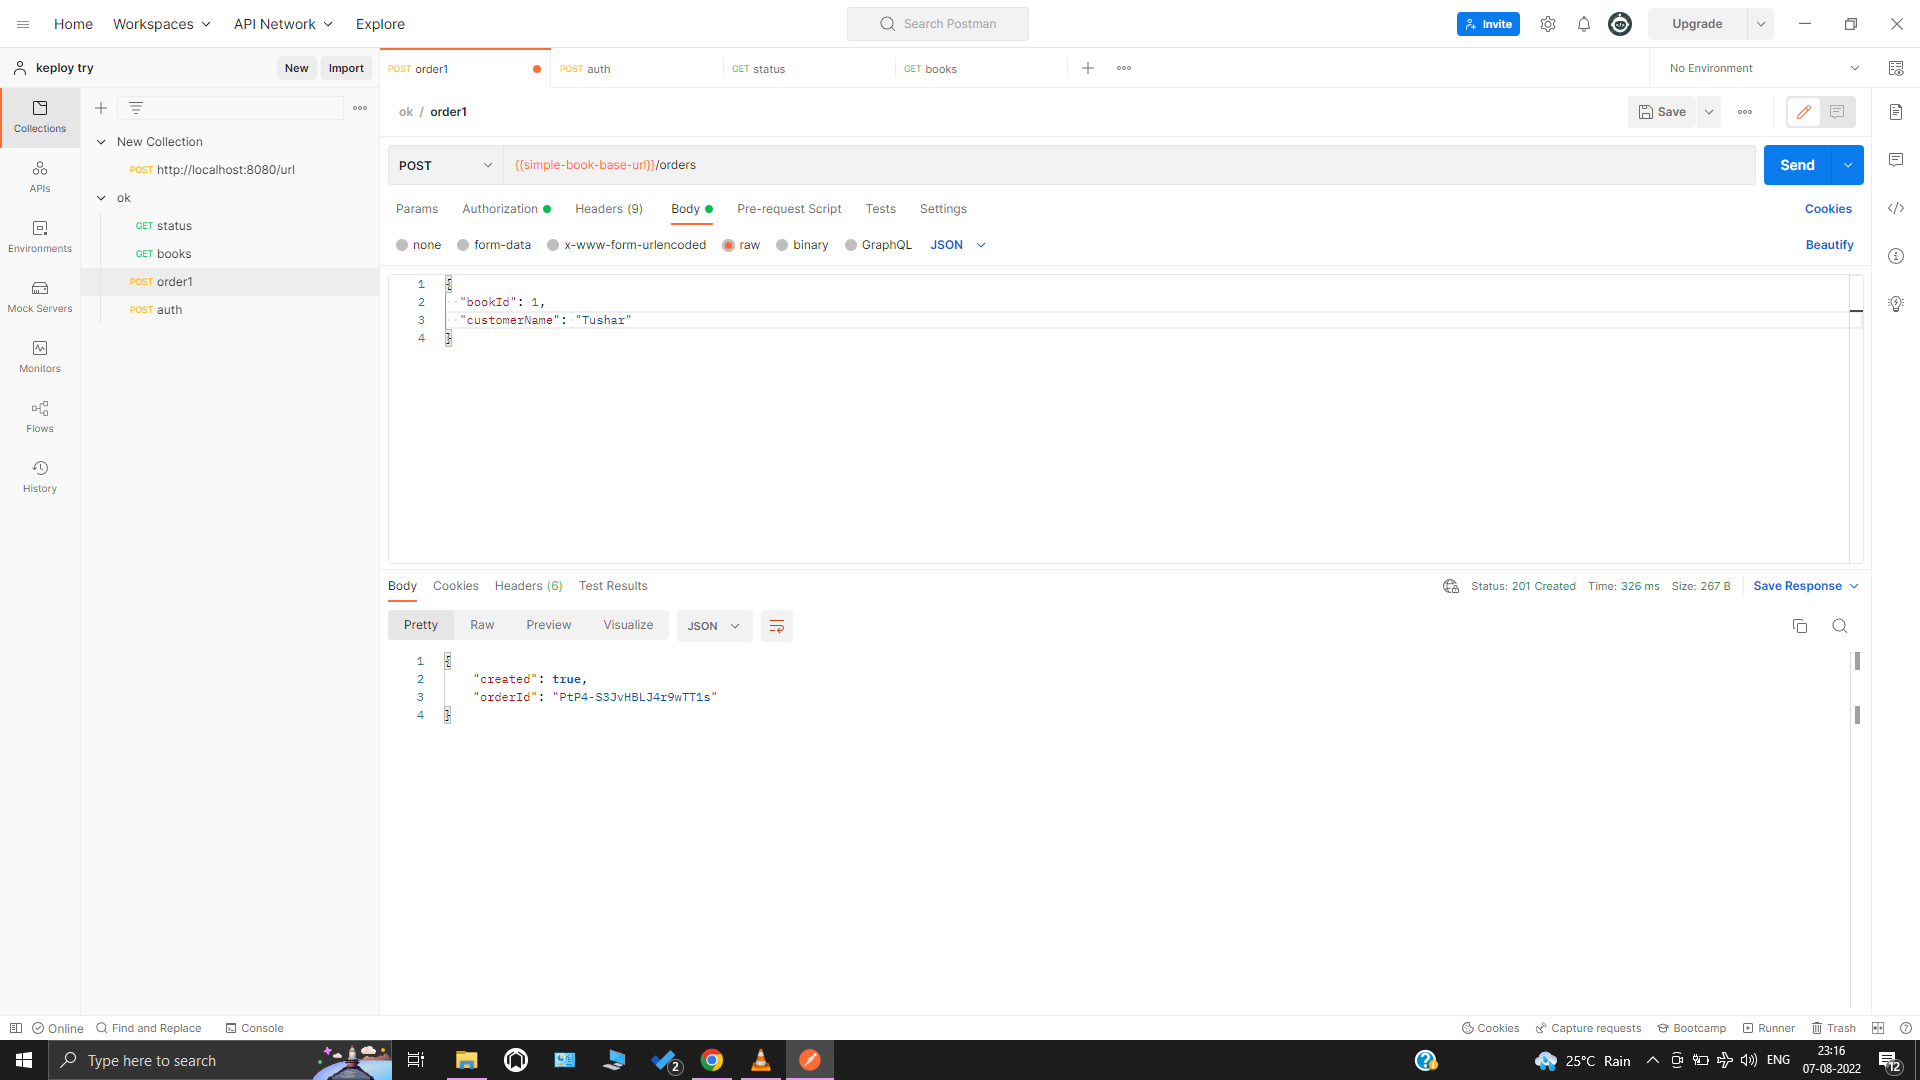 Home Workspaces API Network Explore Search Postman Invite Upgrade
keploy try New Import POST order1 POST auth GET status GET books No Environment
Collections
APIs
Environments
Mock Servers
Monitors
Flows
History
New Collection
POST http://localhost:8080/url
ok
GET status
GET books
POST order1
POST auth
ok / order1 Save
POST {{simple-book-base-url}}/orders Send
Params Authorization Headers (9) Body Pre-request Script Tests Settings Cookies
none form-data x-www-form-urlencoded raw binary GraphQL JSON Beautify
1 {
2 "bookId": 1,
3 "customerName": "Tushar"
4 }
Body Cookies Headers (6) Test Results Status: 201 Created Time: 326 ms Size: 267 B Save Response
Pretty Raw Preview Visualize JSON
1 {
2 "created": true,
3 "orderId": "PtP4-S3JvHBLJ4r9wTT1s"
4 }
Online Find and Replace Console Cookies Capture requests Bootcamp Runner Trash
Type here to search 2 25°C Rain ENG 23:16
07-08-2022 12